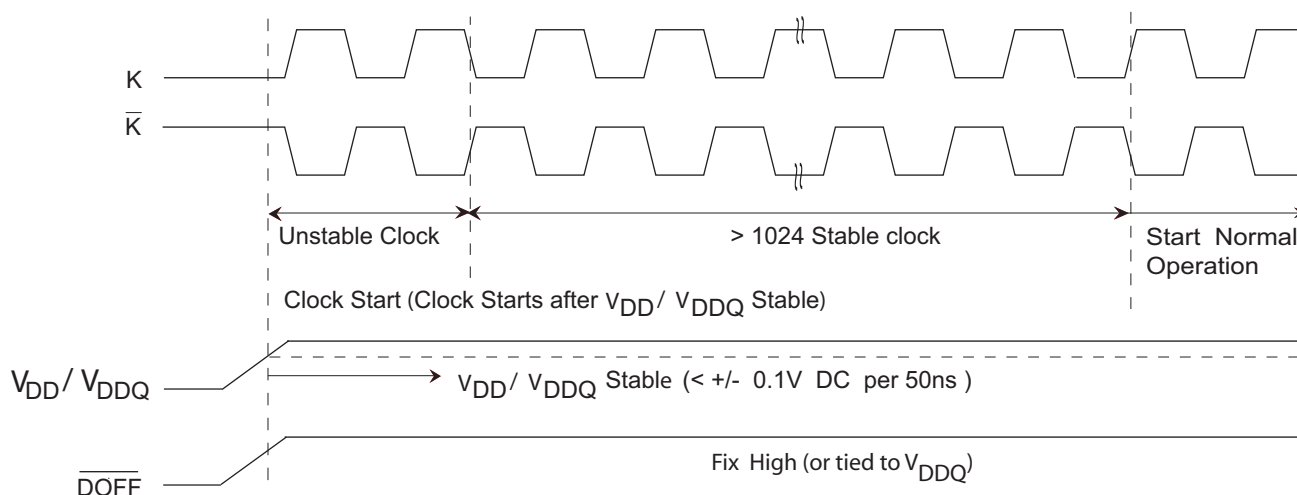 K
K̅
Unstable Clock
> 1024 Stable clock
Start Normal
Operation
Clock Start (Clock Starts after VDD / VDDQ Stable)
VDD / VDDQ
VDD / VDDQ Stable (< +/- 0.1V DC per 50ns )
Fix High (or tied to VDDQ)
DOFF